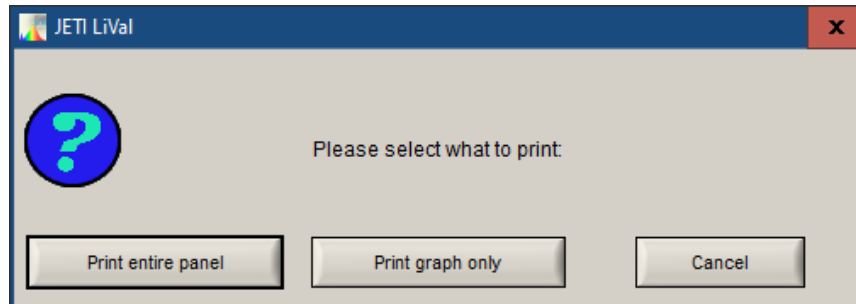 JETI LiVal
x
?
Please select what to print:
Print entire panel
Print graph only
Cancel